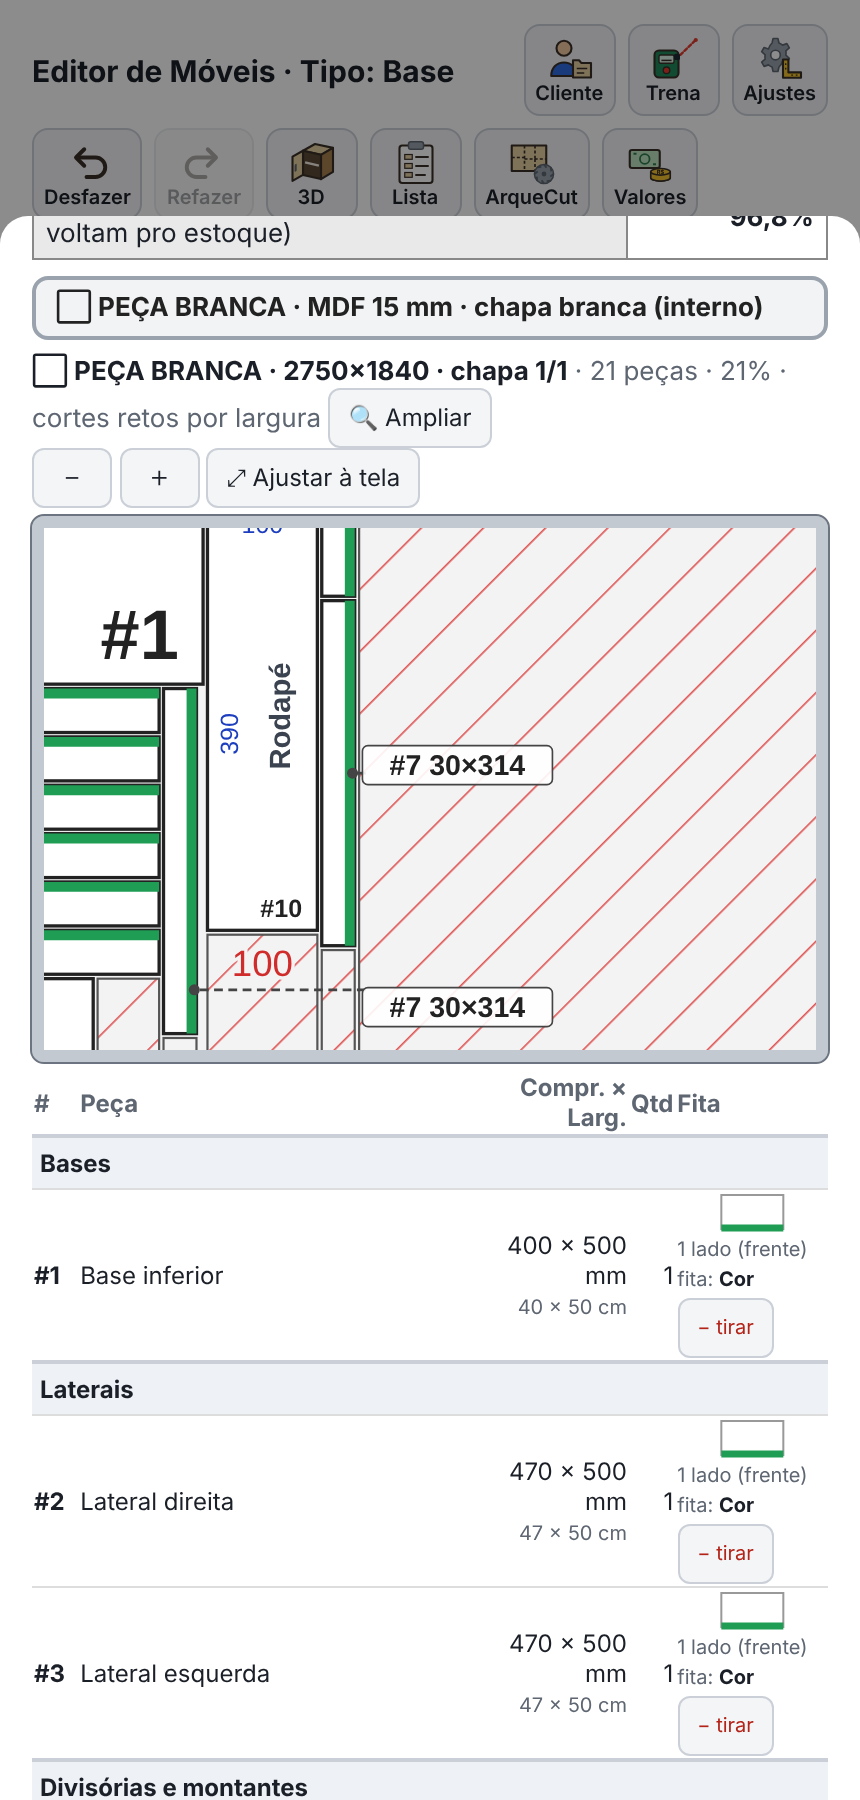 Editor de Móveis · Tipo: Base
Cliente
Trena
Ajustes
Desfazer
Refazer
3D
Lista
ArqueCut
Valores
voltam pro estoque)
96,8%
PEÇA BRANCA · MDF 15 mm · chapa branca (interno)
PEÇA BRANCA · 2750×1840 · chapa 1/1 · 21 peças · 21% ·
cortes retos por largura
Ampliar
−
+
Ajustar à tela
100
#1
390
Rodapé
#7 30×314
#10
100
#7 30×314
# Peça Compr. × Larg. Qtd Fita
Bases
#1 Base inferior
400 × 500
mm
40 × 50 cm
1
1 lado (frente)
fita: Cor
− tirar
Laterais
#2 Lateral direita
470 × 500
mm
47 × 50 cm
1
1 lado (frente)
fita: Cor
− tirar
#3 Lateral esquerda
470 × 500
mm
47 × 50 cm
1
1 lado (frente)
fita: Cor
− tirar
Divisórias e montantes